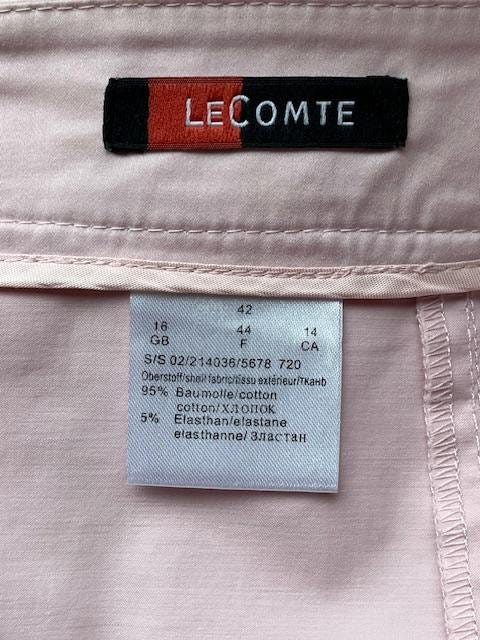 LECOMTE
42
16 44 14
GB F CA
S/S 02/214036/5678 720
Oberstoff/shell fabric/tissu extérieur/ткань
95% Baumolle/cotton
cotton/хлопок
5% Elasthan/elastane
elasthanne/эластан